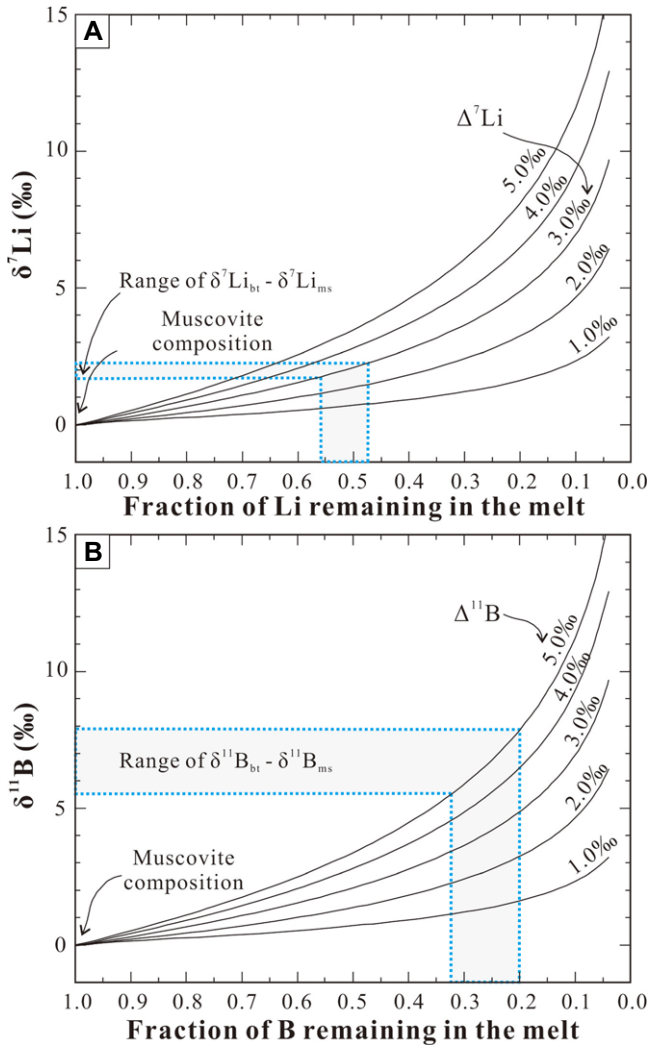 A
15
10
5
0
δ⁷Li (‰)
Δ⁷Li
5.0‰
4.0‰
3.0‰
2.0‰
1.0‰
Range of δ⁷Li_bt - δ⁷Li_ms
Muscovite
composition
1.0 0.9 0.8 0.7 0.6 0.5 0.4 0.3 0.2 0.1 0.0
Fraction of Li remaining in the melt
B
15
10
5
0
δ¹¹B (‰)
Δ¹¹B
5.0‰
4.0‰
3.0‰
2.0‰
1.0‰
Range of δ¹¹B_bt - δ¹¹B_ms
Muscovite
composition
1.0 0.9 0.8 0.7 0.6 0.5 0.4 0.3 0.2 0.1 0.0
Fraction of B remaining in the melt